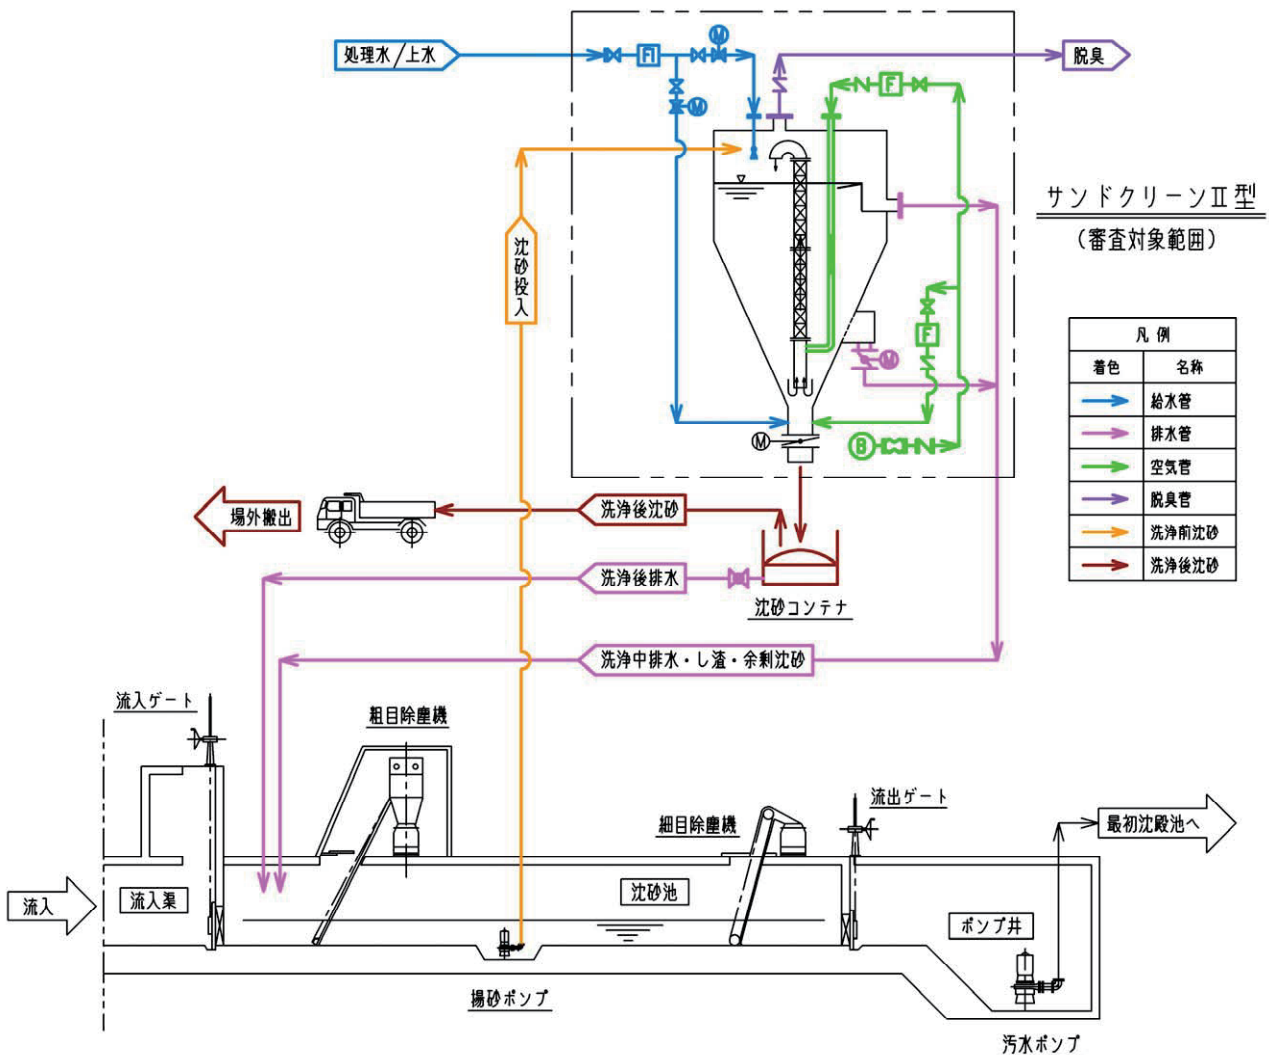 処理水/上水
FI
M
M
脱臭
F
サンドクリーンⅡ型
(審査対象範囲)
沈砂投入
F
M
M
B
凡例
着色 名称
給水管
排水管
空気管
脱臭管
洗浄前沈砂
洗浄後沈砂
場外搬出
洗浄後沈砂
洗浄後排水
沈砂コンテナ
洗浄中排水・し渣・余剰沈砂
流入ゲート
粗目除塵機
細目除塵機
流出ゲート
最初沈殿池へ
流入
流入渠
沈砂池
ポンプ井
揚砂ポンプ
汚水ポンプ